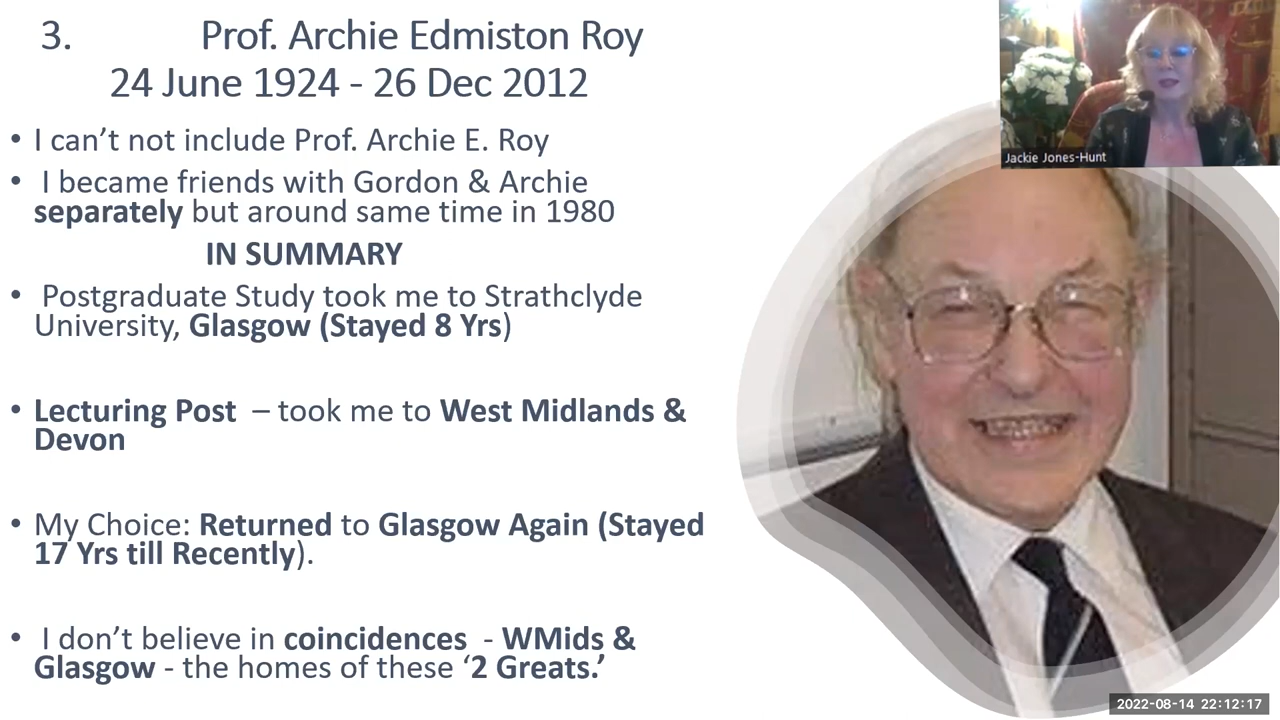 3. Prof. Archie Edmiston Roy
24 June 1924 - 26 Dec 2012
• I can’t not include Prof. Archie E. Roy
• I became friends with Gordon & Archie
separately but around same time in 1980
IN SUMMARY
• Postgraduate Study took me to Strathclyde
University, Glasgow (Stayed 8 Yrs)
• Lecturing Post – took me to West Midlands &
Devon
• My Choice: Returned to Glasgow Again (Stayed
17 Yrs till Recently).
• I don’t believe in coincidences - WMids &
Glasgow - the homes of these ‘2 Greats.’
Jackie Jones-Hunt
2022-08-14 22:12:17